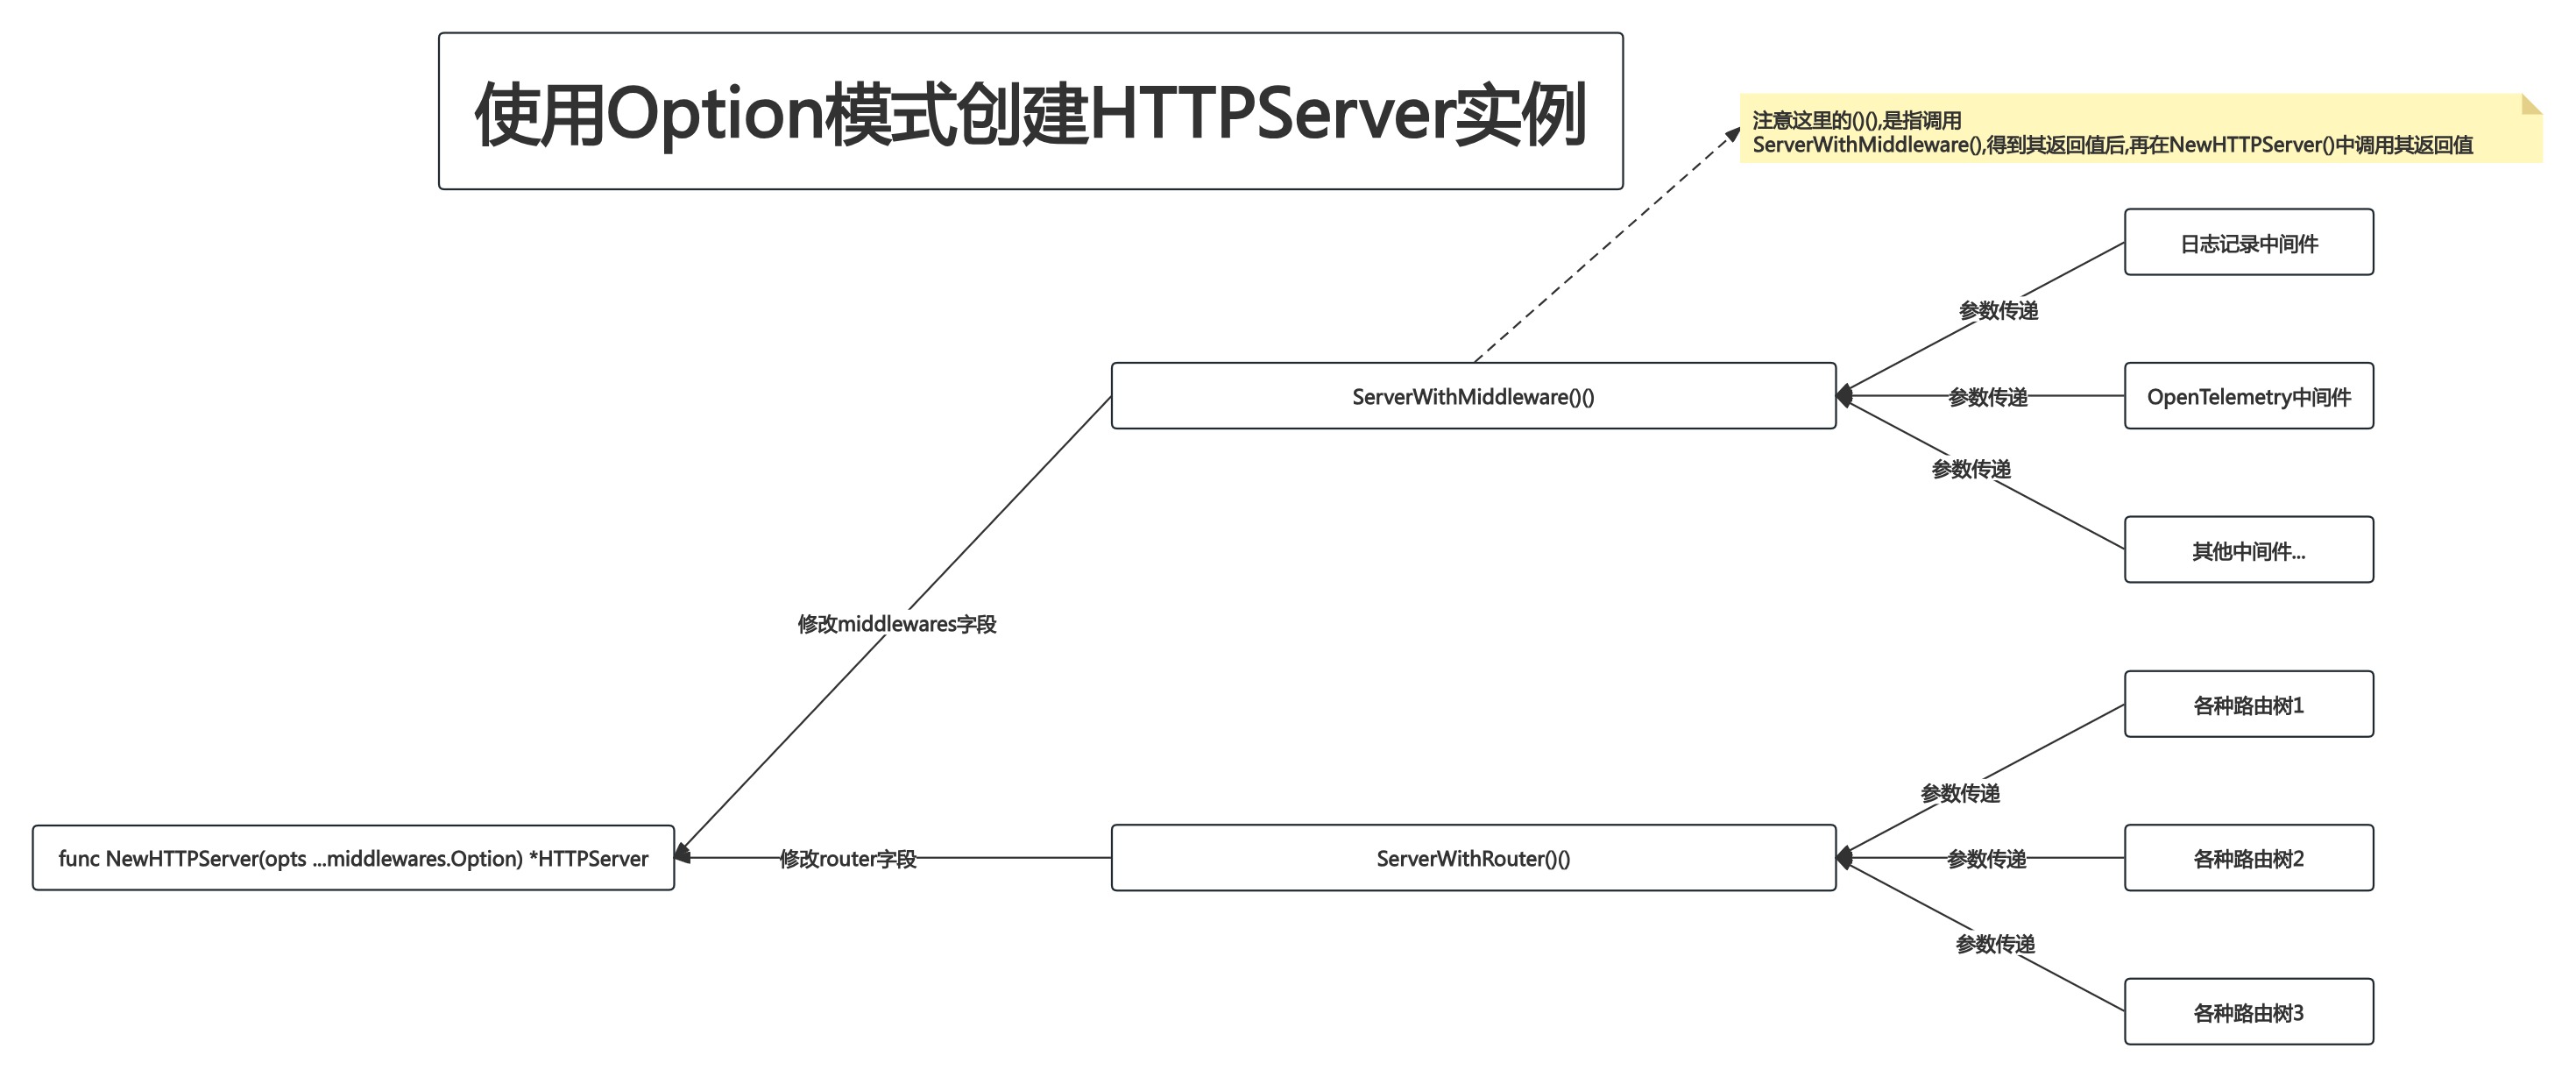 使用Option模式创建HTTPServer实例
注意这里的()(),是指调用
ServerWithMiddleware(),得到其返回值后,再在NewHTTPServer()中调用其返回值
日志记录中间件
参数传递
ServerWithMiddleware()()
参数传递
OpenTelemetry中间件
参数传递
其他中间件...
修改middlewares字段
各种路由树1
参数传递
func NewHTTPServer(opts ...middlewares.Option) *HTTPServer
修改router字段
ServerWithRouter()()
参数传递
各种路由树2
参数传递
各种路由树3